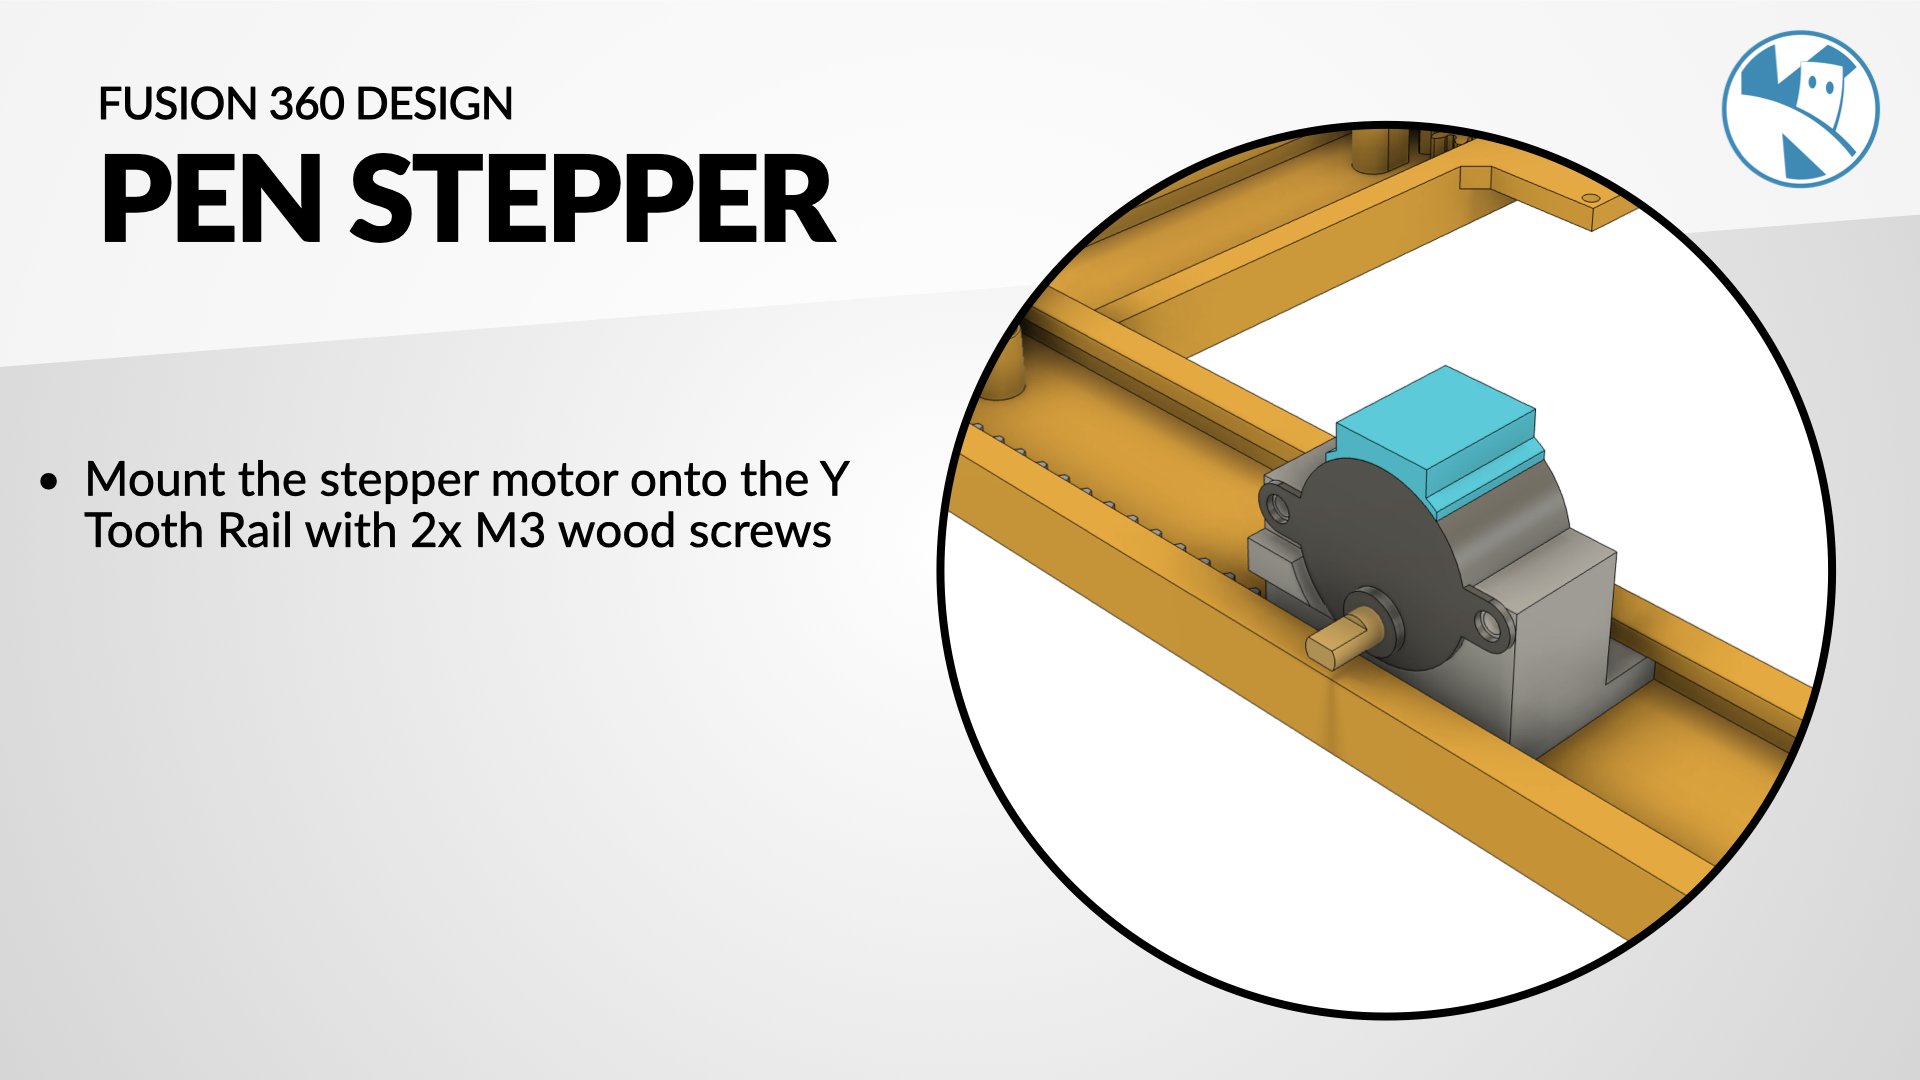 FUSION 360 DESIGN
PEN STEPPER
• Mount the stepper motor onto the Y
Tooth Rail with 2x M3 wood screws